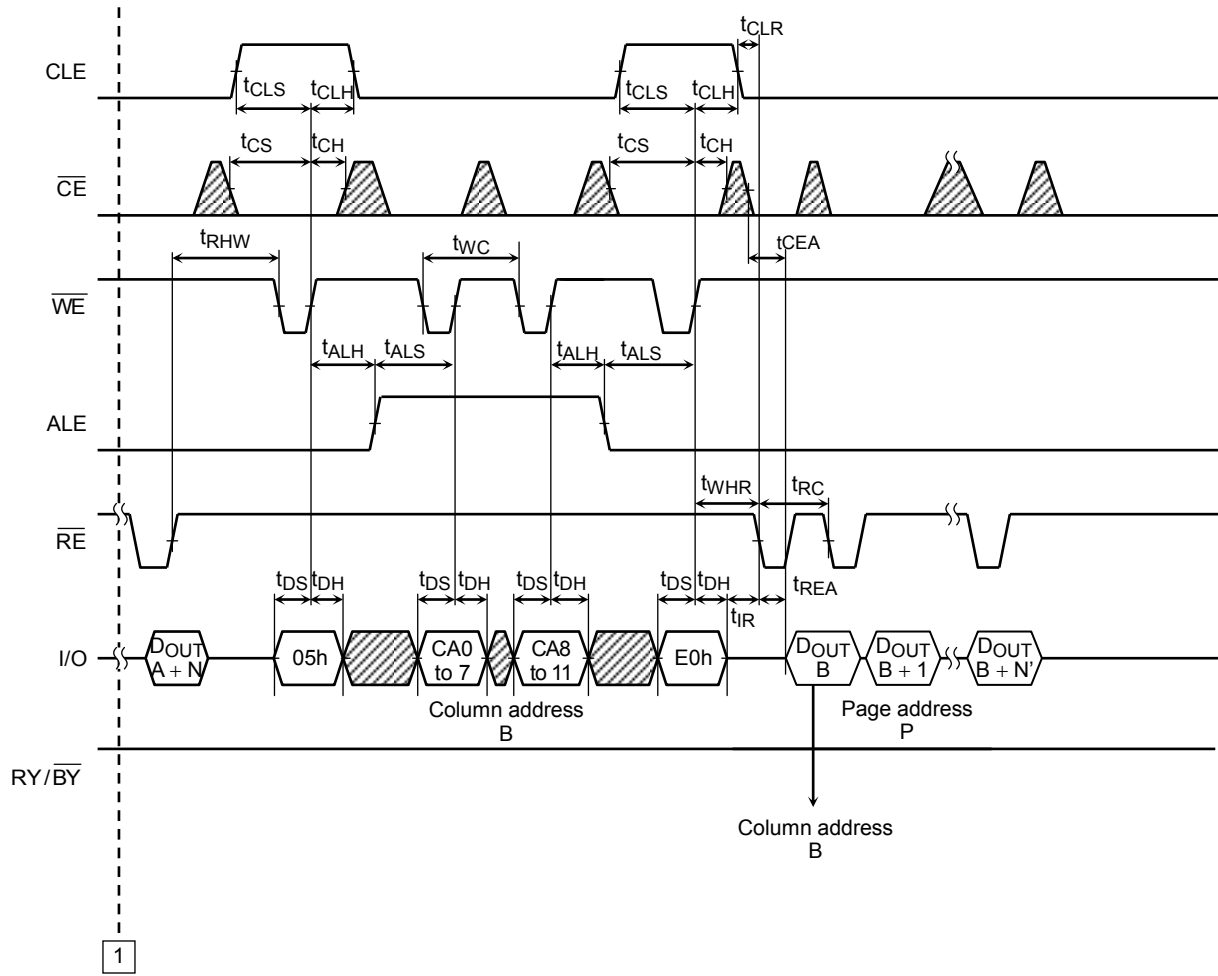 tCLR
CLE
tCLS tCLH tCLS tCLH
tCS tCH tCS tCH
CE
tRHW tWC tCEA
WE
tALH tALS tALH tALS
ALE
tWHR tRC
RE
tDS tDH tDS tDH tDS tDH tDS tDH tREA
tIR
I/O
DOUT A + N
05h
CA0 to 7
CA8 to 11
E0h
DOUT B
DOUT B + 1
DOUT B + N'
Column address
B
Page address
P
RY/BY
Column address
B
1